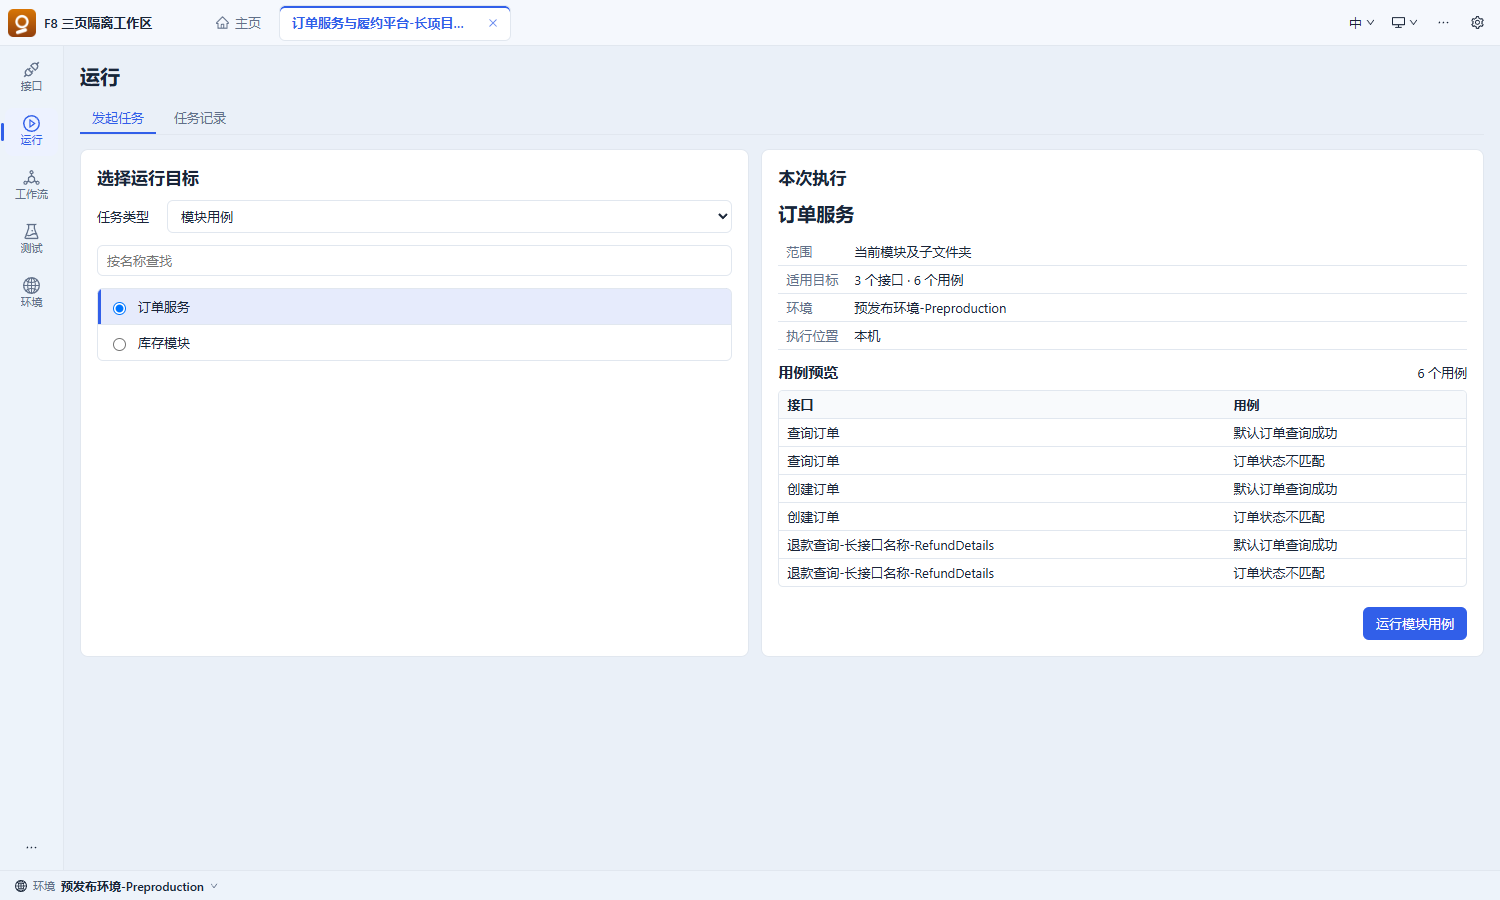 F8 三页隔离工作区
主页
订单服务与履约平台-长项目...
中
接口
运行
工作流
测试
环境
运行
发起任务
任务记录
选择运行目标
任务类型
模块用例
按名称查找
订单服务
库存模块
本次执行
订单服务
范围 当前模块及子文件夹
适用目标 3 个接口 · 6 个用例
环境 预发布环境-Preproduction
执行位置 本机
用例预览 6 个用例
接口 用例
查询订单 默认订单查询成功
查询订单 订单状态不匹配
创建订单 默认订单查询成功
创建订单 订单状态不匹配
退款查询-长接口名称-RefundDetails 默认订单查询成功
退款查询-长接口名称-RefundDetails 订单状态不匹配
运行模块用例
环境 预发布环境-Preproduction